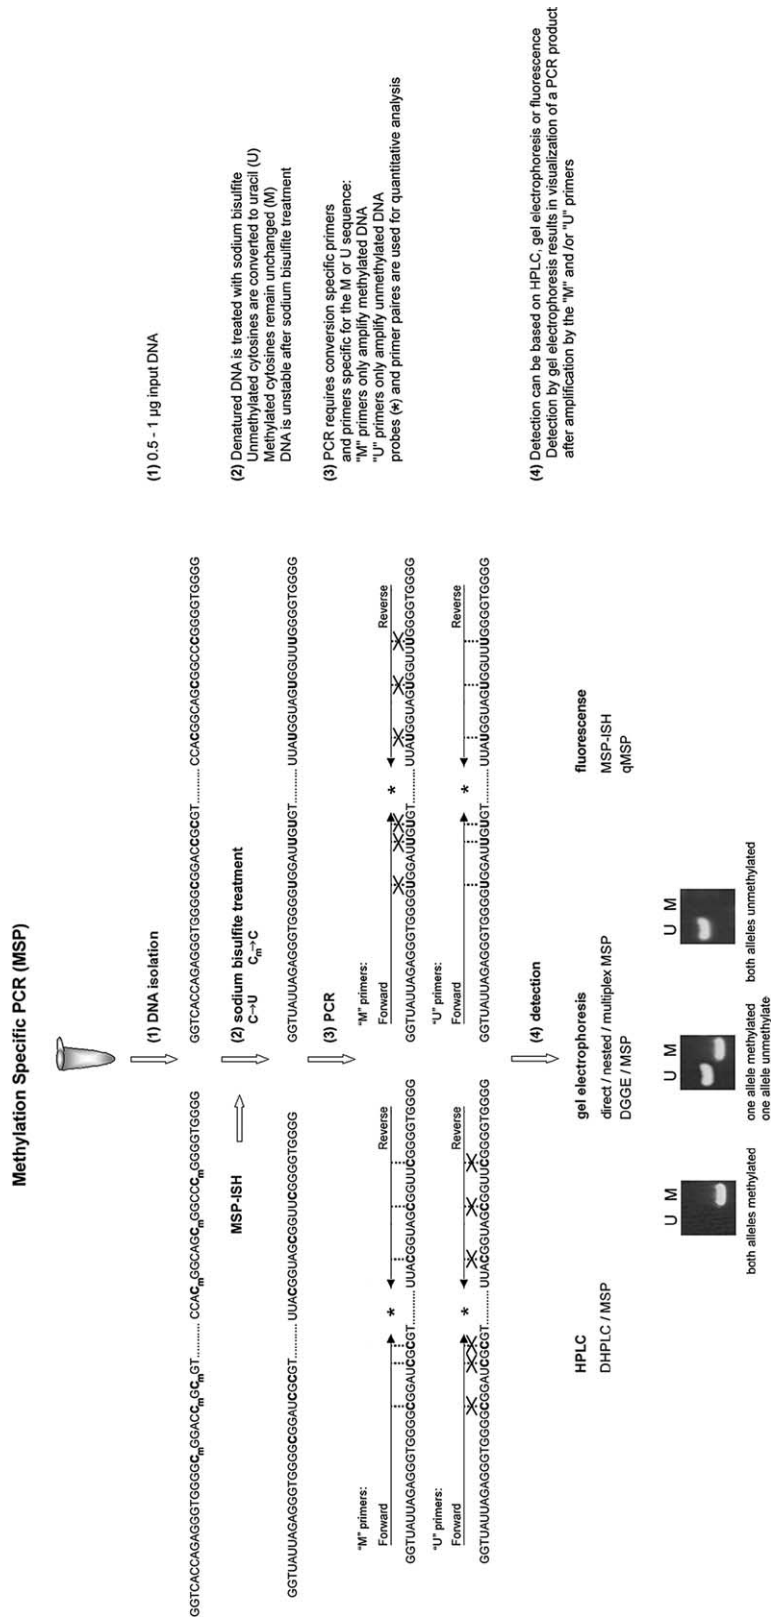 Methylation Specific PCR (MSP)
(1) DNA isolation
(1) 0.5 - 1 µg input DNA
GGTCACCAGAGGGTGGGGCmGGACCmGCmGT.......... CCACmGGCAGCmGGCCCmGGGGTGGGG
GGTCACCAGAGGGTGGGGCGGACCGCGT.......... CCACGGCAGCGGCCCGGGGTGGGG
MSP-ISH
(2) sodium bisulfite treatment
C→U Cm→C
(2) Denatured DNA is treated with sodium bisulfite
Unmethylated cytosines are converted to uracil (U)
Methylated cytosines remain unchanged (M)
DNA is unstable after sodium bisulfite treatment
GGTUAUUAGAGGGTGGGGCGGAUCGCGT.......... UUACGGUAGCGGUUCGGGGTGGGG
GGTUAUUAGAGGGTGGGGUGGAUUGUGT.......... UUAUGGUAGUGGUUUGGGGTGGGG
(3) PCR
(3) PCR requires conversion specific primers
and primers specific for the M or U sequence:
"M" primers only amplify methylated DNA
"U" primers only amplify unmethylated DNA
probes (*) and primer paires are used for quantitative analysis
"M" primers:
Forward
*
Reverse
GGTUAUUAGAGGGTGGGGCGGAUCGCGT.......... UUACGGUAGCGGUUCGGGGTGGGG
"M" primers:
Forward
*
Reverse
GGTUAUUAGAGGGTGGGGUGGAUUGUGT.......... UUAUGGUAGUGGUUUGGGGTGGGG
"U" primers:
Forward
*
Reverse
GGTUAUUAGAGGGTGGGGCGGAUCGCGT.......... UUACGGUAGCGGUUCGGGGTGGGG
"U" primers:
Forward
*
Reverse
GGTUAUUAGAGGGTGGGGUGGAUUGUGT.......... UUAUGGUAGUGGUUUGGGGTGGGG
(4) detection
(4) Detection can be based on HPLC, gel electrophoresis or fluorescence
Detection by gel electrophoresis results in visualization of a PCR product
after amplification by the "M" and /or "U" primers
HPLC
DHPLC / MSP
gel electrophoresis
direct / nested / multiplex MSP
DGGE / MSP
fluorescense
MSP-ISH
qMSP
U M
both alleles methylated
U M
one allele methylated
one allele unmethylate
U M
both alleles unmethylated